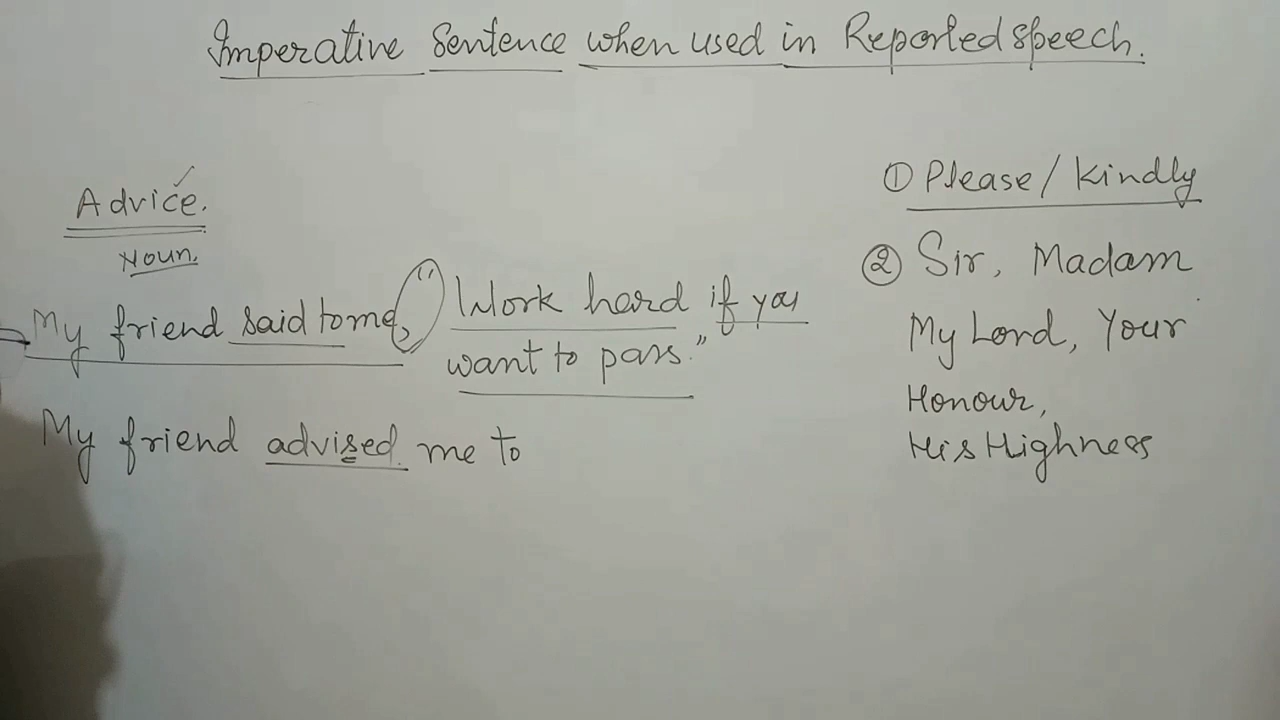 Imperative Sentence when used in Reported speech.
Advice.
Noun.
My friend said to me, " Work hard if you
want to pass."
My friend advised me to
① Please / Kindly
② Sir, Madam
My Lord, Your
Honour,
His Highness